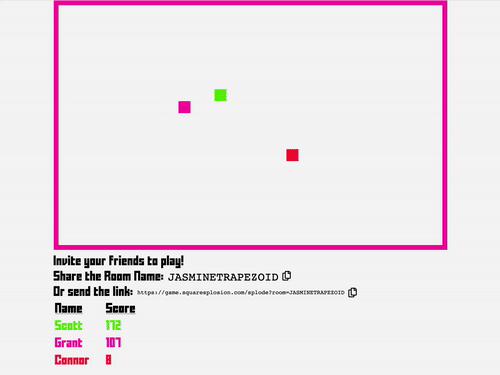 Invite your friends to play!
Share the Room Name: JASMINETRAPEZOID
Or send the link: https://game.squaresplosion.com/splode?room=JASMINETRAPEZOID
Name Score
Scott 172
Grant 107
Connor 8